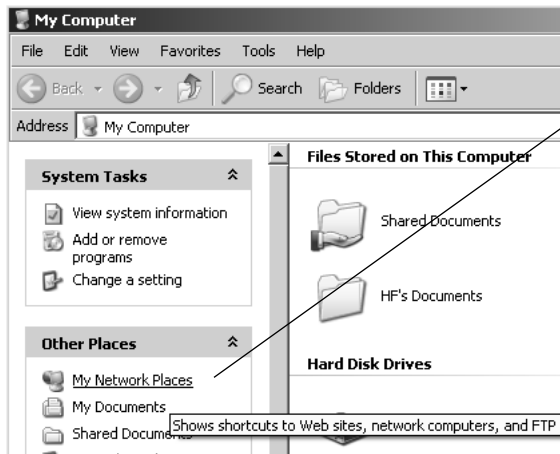 My Computer
File Edit View Favorites Tools Help
Back Search Folders
Address My Computer
System Tasks
View system information
Add or remove
programs
Change a setting
Other Places
My Network Places
My Documents
Shared
Shows shortcuts to Web sites, network computers, and FTP
Files Stored on This Computer
Shared Documents
HF's Documents
Hard Disk Drives